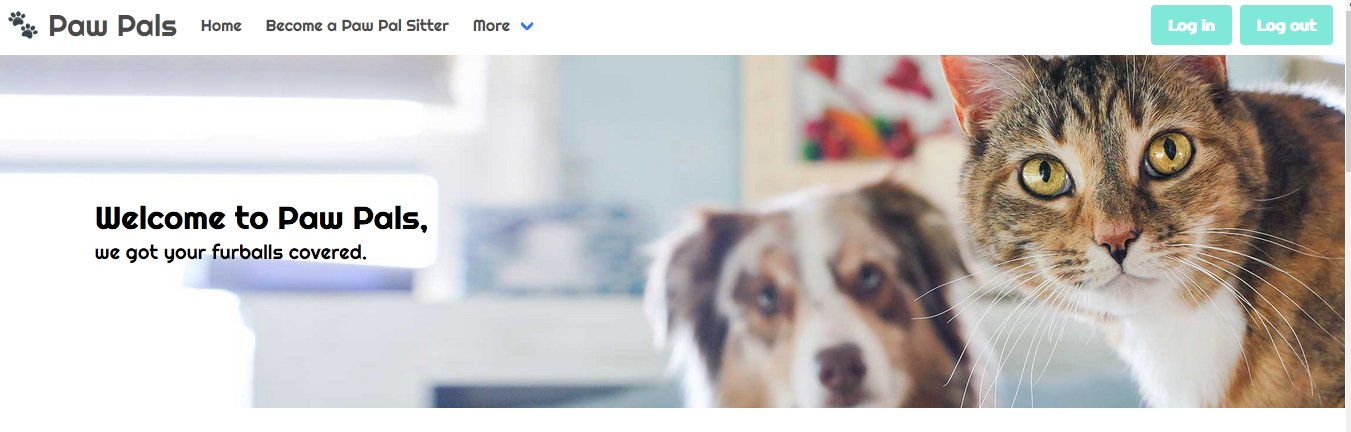 Paw Pals Home Become a Paw Pal Sitter More Log in Log out
Welcome to Paw Pals,
we got your furballs covered.